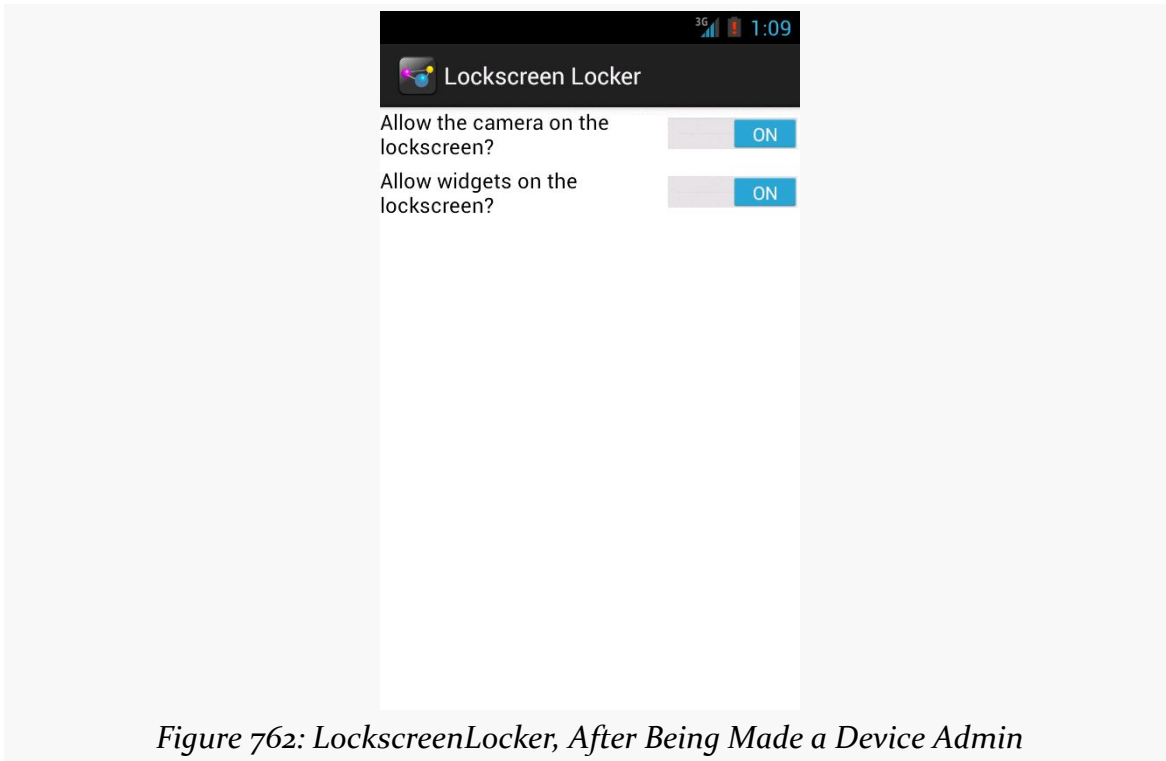 3G 1:09
Lockscreen Locker
Allow the camera on the
lockscreen?
ON
Allow widgets on the
lockscreen?
ON
Figure 762: LockscreenLocker, After Being Made a Device Admin